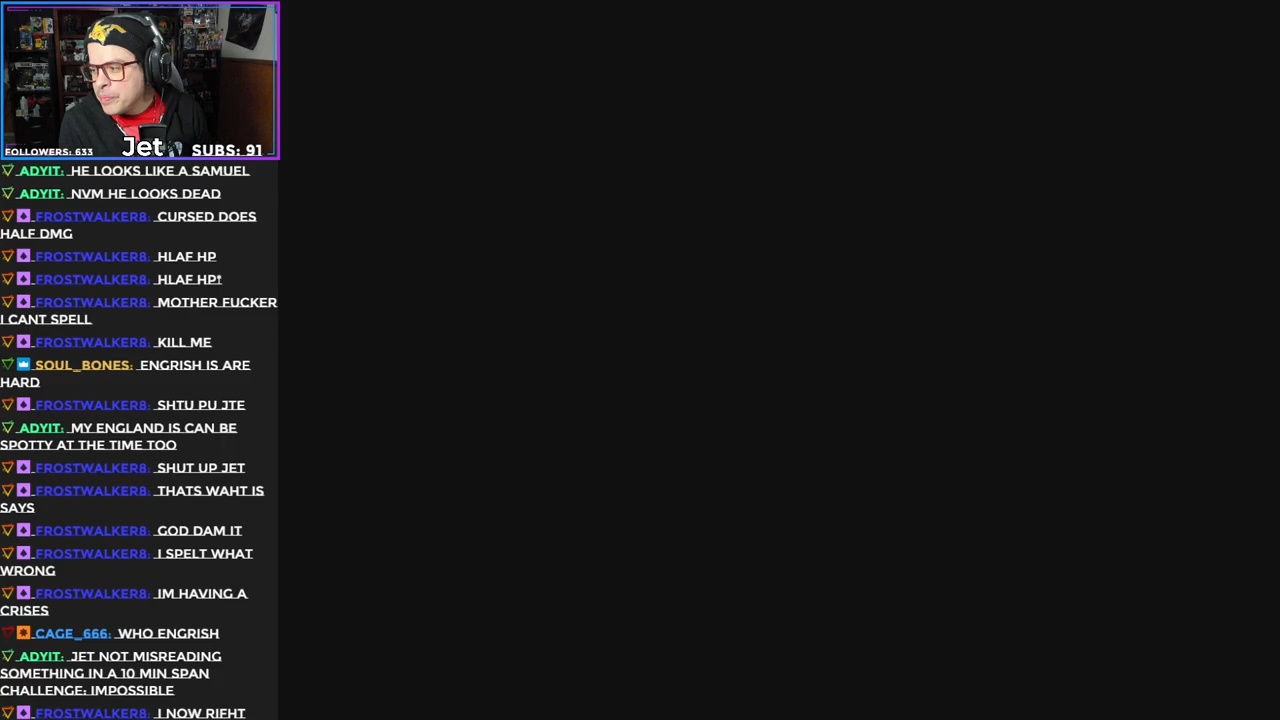 Jet
FOLLOWERS: 633
SUBS: 91
ADYIT: HE LOOKS LIKE A SAMUEL
ADYIT: NVM HE LOOKS DEAD
FROSTWALKER8: CURSED DOES
HALF DMG
FROSTWALKER8: HLAF HP
FROSTWALKER8: HLAF HP*
FROSTWALKER8: MOTHER FUCKER
I CANT SPELL
FROSTWALKER8: KILL ME
SOUL_BONES: ENGRISH IS ARE
HARD
FROSTWALKER8: SHTU PU JTE
ADYIT: MY ENGLAND IS CAN BE
SPOTTY AT THE TIME TOO
FROSTWALKER8: SHUT UP JET
FROSTWALKER8: THATS WAHT IS
SAYS
FROSTWALKER8: GOD DAM IT
FROSTWALKER8: I SPELT WHAT
WRONG
FROSTWALKER8: IM HAVING A
CRISES
CAGE_666: WHO ENGRISH
ADYIT: JET NOT MISREADING
SOMETHING IN A 10 MIN SPAN
CHALLENGE: IMPOSSIBLE
FROSTWALKER8: I NOW RIFHT